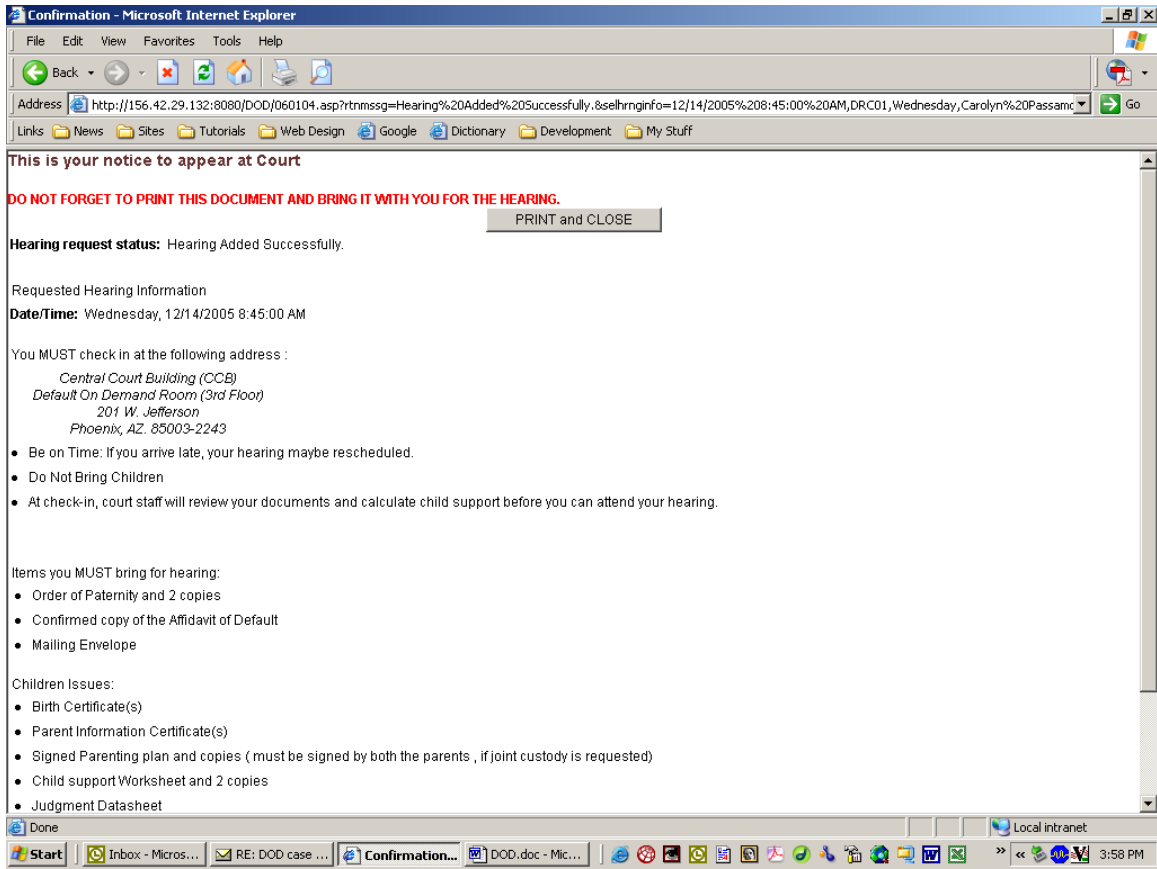 Confirmation - Microsoft Internet Explorer
File Edit View Favorites Tools Help
Back
Address http://156.42.29.132:8080/DOD/060104.asp?rtnmssg=Hearing%20Added%20Successfully.&selhrnginfo=12/14/2005%208:45:00%20AM,DRC01,Wednesday,Carolyn%20Passamo Go
Links News Sites Tutorials Web Design Google Dictionary Development My Stuff
This is your notice to appear at Court
DO NOT FORGET TO PRINT THIS DOCUMENT AND BRING IT WITH YOU FOR THE HEARING.
PRINT and CLOSE
Hearing request status: Hearing Added Successfully.
Requested Hearing Information
Date/Time: Wednesday, 12/14/2005 8:45:00 AM
You MUST check in at the following address :
Central Court Building (CCB)
Default On Demand Room (3rd Floor)
201 W. Jefferson
Phoenix, AZ. 85003-2243
• Be on Time: If you arrive late, your hearing maybe rescheduled.
• Do Not Bring Children
• At check-in, court staff will review your documents and calculate child support before you can attend your hearing.
Items you MUST bring for hearing:
• Order of Paternity and 2 copies
• Confirmed copy of the Affidavit of Default
• Mailing Envelope
Children Issues:
• Birth Certificate(s)
• Parent Information Certificate(s)
• Signed Parenting plan and copies ( must be signed by both the parents , if joint custody is requested)
• Child support Worksheet and 2 copies
• Judgment Datasheet
Done Local intranet
Start Inbox - Micros... RE: DOD case ... Confirmation... DOD.doc - Mic... 3:58 PM